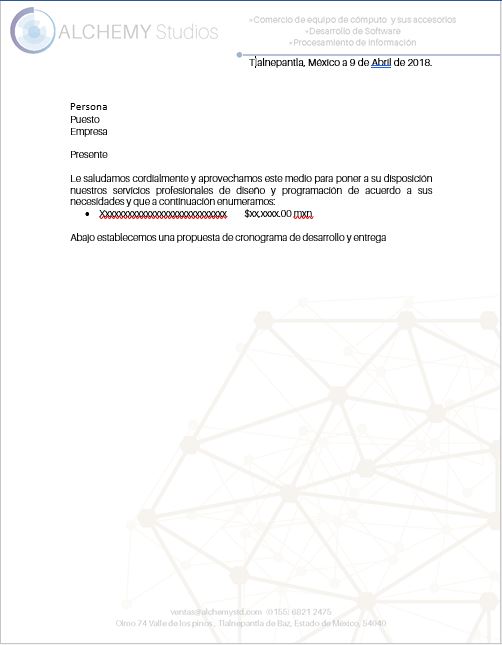 ALCHEMY Studios
•Comercio de equipo de cómputo y sus accesorios
•Desarrollo de Software
•Procesamiento de información
Tlalnepantla, México a 9 de Abril de 2018.
Persona
Puesto
Empresa
Presente
Le saludamos cordialmente y aprovechamos este medio para poner a su disposición
nuestros servicios profesionales de diseño y programación de acuerdo a sus
necesidades y que a continuación enumeramos:
• Xxxxxxxxxxxxxxxxxxxxxxxxxxxx $xx,xxxx.00 mxn
Abajo establecemos una propuesta de cronograma de desarrollo y entrega
ventas@alchemystd.com (0155) 6821 2475
Olmo 74 Valle de los pinos, Tlalnepantla de Baz, Estado de México, 54040